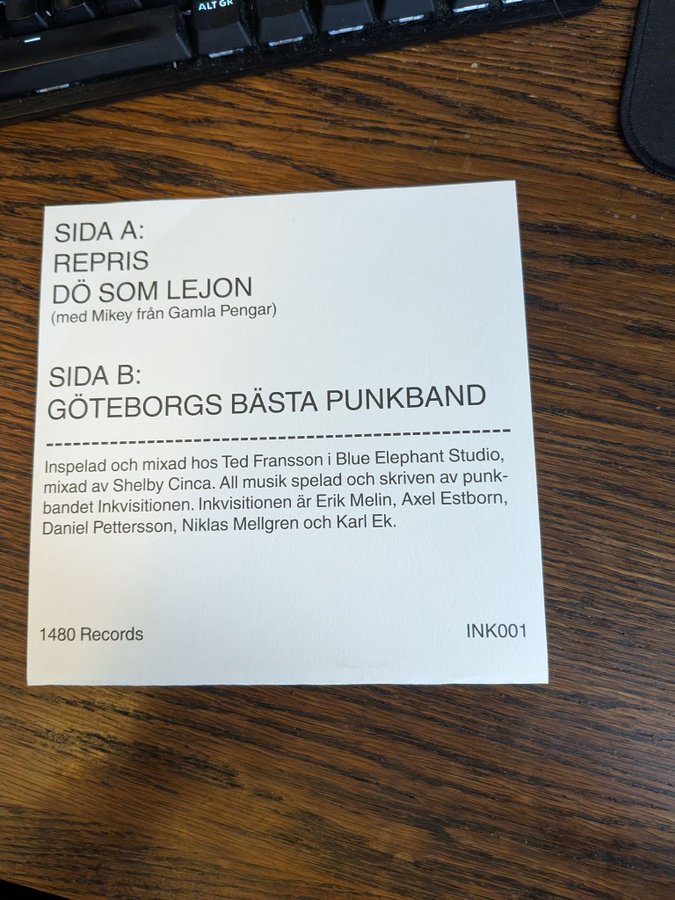 ALT GR
SIDA A:
REPRIS
DÖ SOM LEJON
(med Mikey från Gamla Pengar)
SIDA B:
GÖTEBORGS BÄSTA PUNKBAND
Inspelad och mixad hos Ted Fransson i Blue Elephant Studio,
mixad av Shelby Cinca. All musik spelad och skriven av punk-
bandet Inkvisitionen. Inkvisitionen är Erik Melin, Axel Estborn,
Daniel Pettersson, Niklas Mellgren och Karl Ek.
1480 Records
INK001